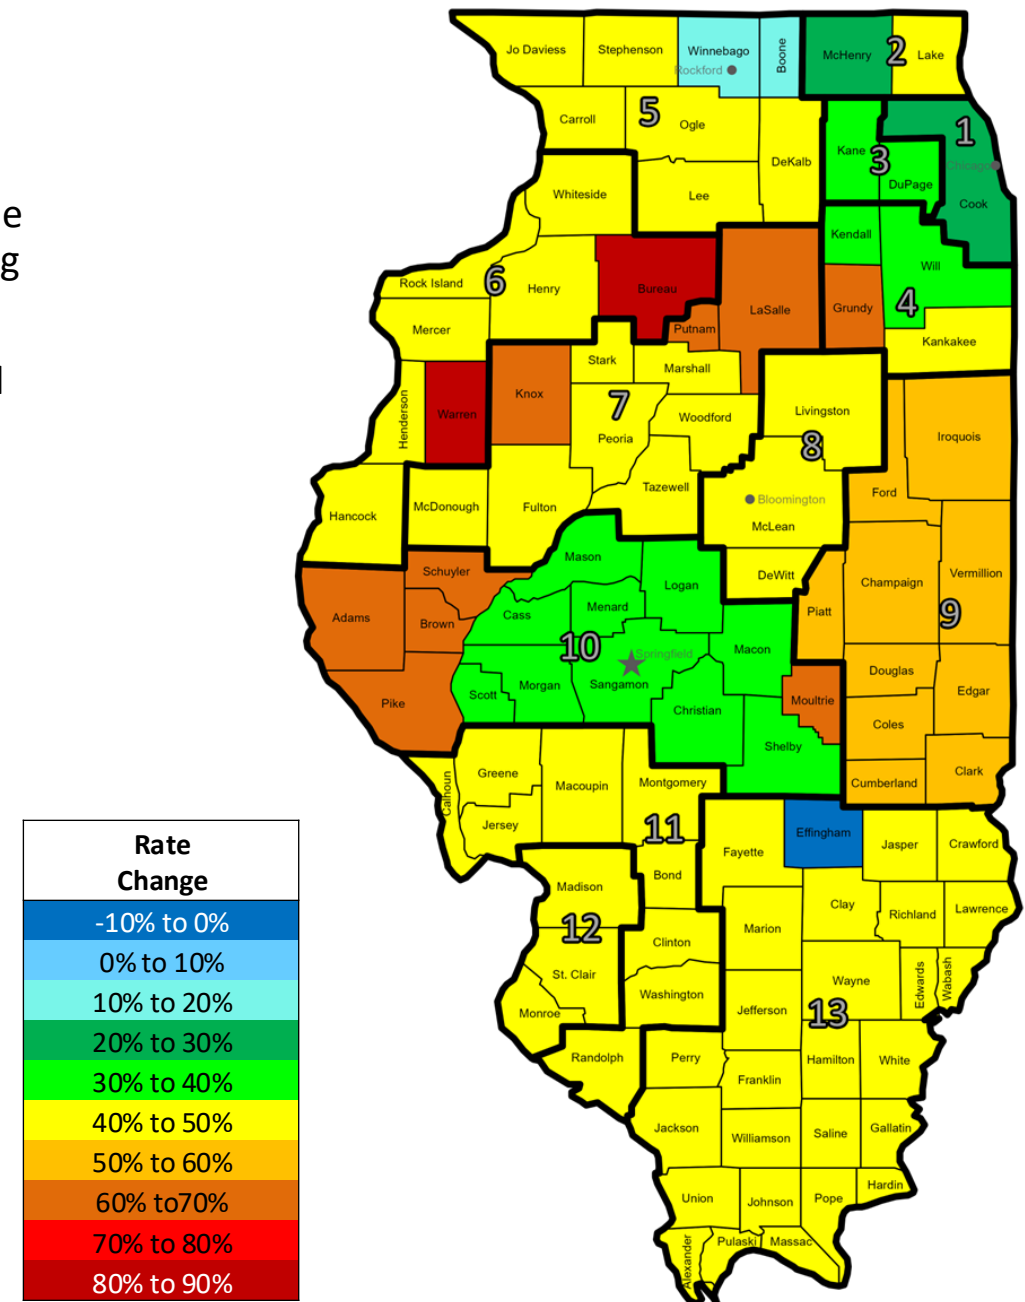 Jo Daviess
Stephenson
Winnebago
Boone
McHenry
2
Lake
Rockford
Carroll
5
Ogle
DeKalb
Kane
3
DuPage
1
Chicago
Cook
Whiteside
Lee
e
g
l
Rock Island
6
Henry
Bureau
LaSalle
Kendall
Will
Grundy
4
Kankakee
Mercer
Putnam
Stark
Marshall
Henderson
Warren
Knox
7
Peoria
Woodford
Livingston
8
Iroquois
Ford
Hancock
McDonough
Fulton
Tazewell
Bloomington
McLean
Mason
Logan
DeWitt
Champaign
Vermillion
Schuyler
Adams
Brown
Cass
Menard
Piatt
9
10
Springfield
Sangamon
Macon
Douglas
Edgar
Pike
Scott
Morgan
Christian
Moultrie
Coles
Shelby
Cumberland
Clark
Calhoun
Greene
Macoupin
Montgomery
Jersey
11
Fayette
Effingham
Jasper
Crawford
Madison
Bond
Clay
Richland
Lawrence
12
Clinton
Marion
St. Clair
Washington
Wayne
Edwards
Wabash
Monroe
Jefferson
13
Randolph
Perry
Franklin
Hamilton
White
Jackson
Williamson
Saline
Gallatin
Union
Johnson
Pope
Hardin
Alexander
Pulaski
Massac
Rate
Change
-10% to 0%
0% to 10%
10% to 20%
20% to 30%
30% to 40%
40% to 50%
50% to 60%
60% to70%
70% to 80%
80% to 90%